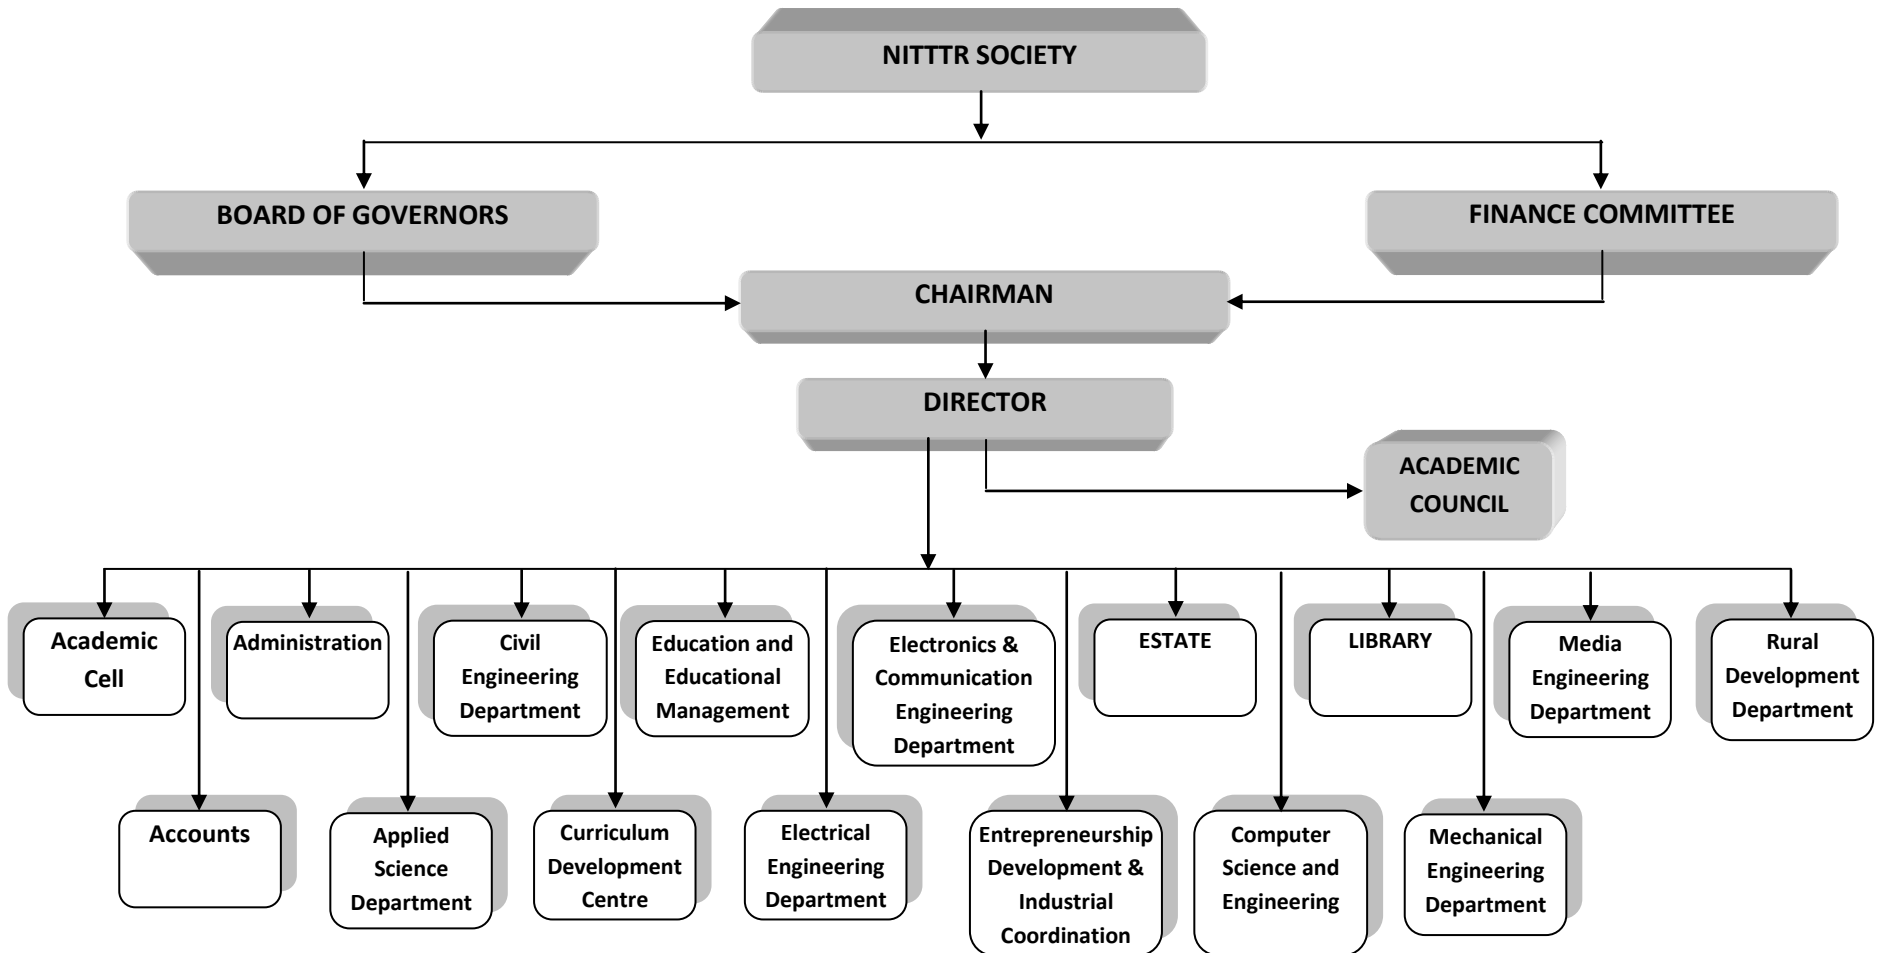 NITTTR SOCIETY
BOARD OF GOVERNORS
FINANCE COMMITTEE
CHAIRMAN
DIRECTOR
ACADEMIC
COUNCIL
Academic
Cell
Administration
Civil
Engineering
Department
Education and
Educational
Management
Electronics &
Communication
Engineering
Department
ESTATE
LIBRARY
Media
Engineering
Department
Rural
Development
Department
Accounts
Applied
Science
Department
Curriculum
Development
Centre
Electrical
Engineering
Department
Entrepreneurship
Development &
Industrial
Coordination
Computer
Science and
Engineering
Mechanical
Engineering
Department